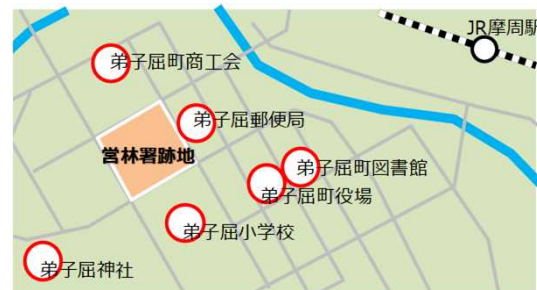 JR摩周駅
弟子屈町商工会
弟子屈郵便局
営林署跡地
弟子屈町図書館
弟子屈町役場
弟子屈小学校
弟子屈神社